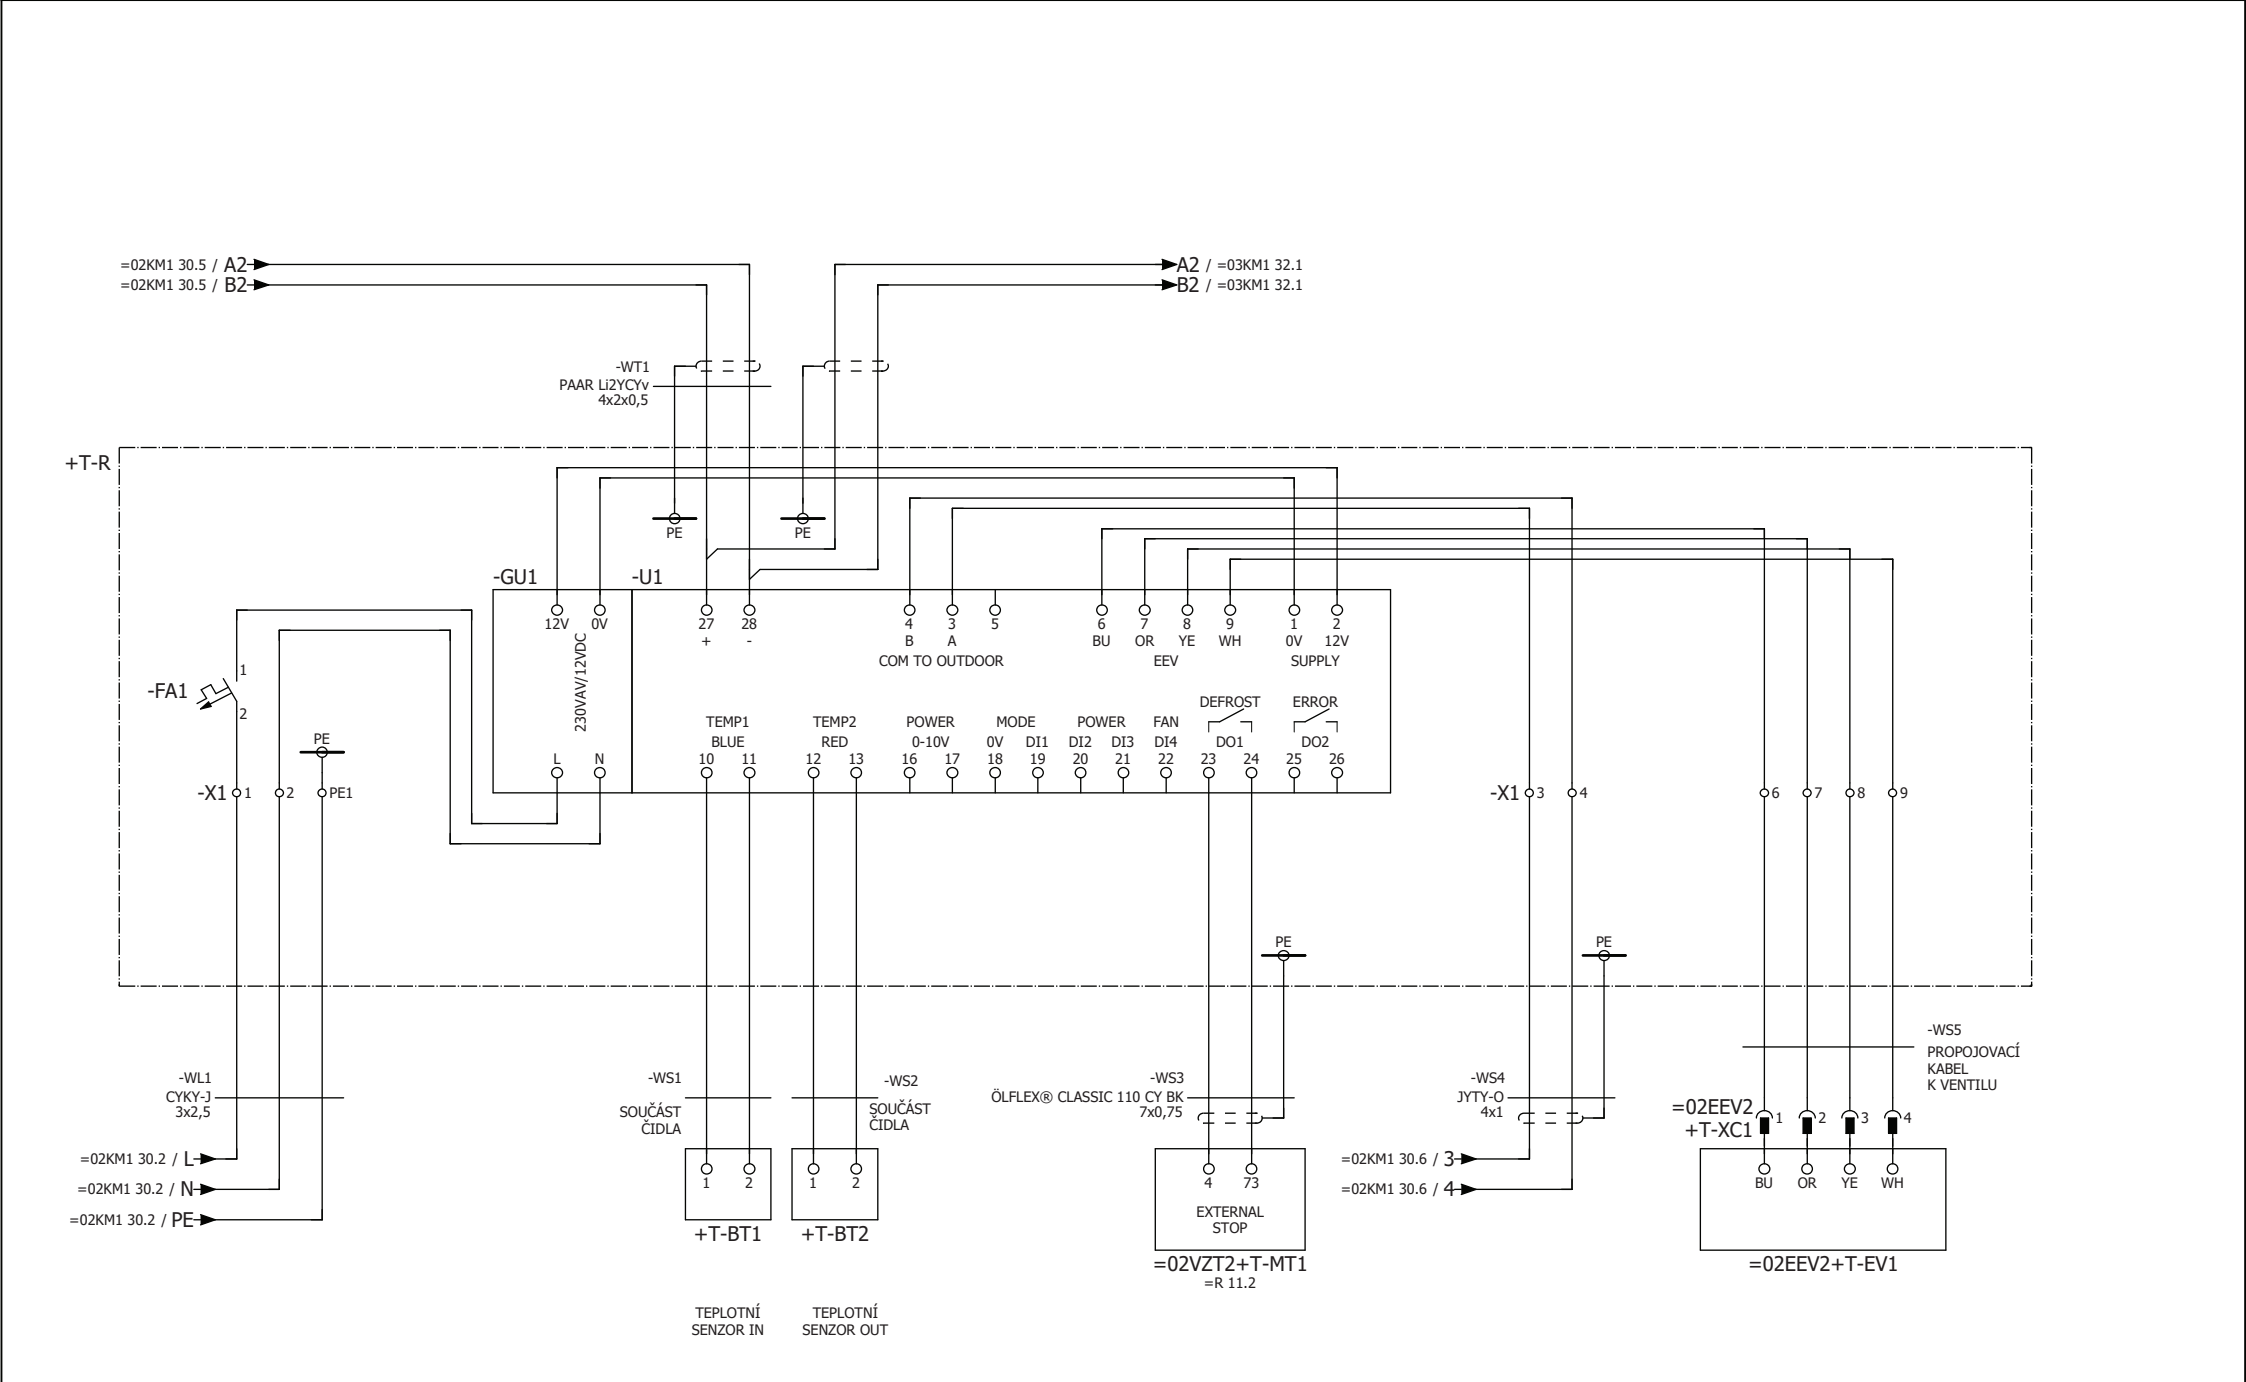 =02KM1 30.5 / A2
=02KM1 30.5 / B2
A2 / =03KM1 32.1
B2 / =03KM1 32.1
-WT1
PAAR Li2YCYv
4x2x0,5
+T-R
PE
PE
-GU1
-U1
12V 0V
230VAV/12VDC
L N
27 28
+ -
4 3 5
B A
COM TO OUTDOOR
6 7 8 9
BU OR YE WH
EEV
1 2
0V 12V
SUPPLY
DEFROST ERROR
TEMP1 TEMP2 POWER MODE POWER FAN
BLUE RED 0-10V 0V DI1 DI2 DI3 DI4 DO1 DO2
10 11 12 13 16 17 18 19 20 21 22 23 24 25 26
-FA1
1
2
PE
-X1 1 2 PE1
-X1 3 4 6 7 8 9
PE
PE
-WL1
CYKY-J
3x2,5
-WS1
SOUČÁST
ČIDLA
-WS2
SOUČÁST
ČIDLA
-WS3
ÖLFLEX® CLASSIC 110 CY BK
7x0,75
-WS4
JYTY-O
4x1
-WS5
PROPOJOVACÍ
KABEL
K VENTILU
=02EEV2
+T-XC1
1 2 3 4
=02KM1 30.2 / L
=02KM1 30.2 / N
=02KM1 30.2 / PE
1 2
+T-BT1
1 2
+T-BT2
4 73
EXTERNAL
STOP
=02VZT2+T-MT1
=R 11.2
=02KM1 30.6 / 3
=02KM1 30.6 / 4
BU OR YE WH
=02EEV2+T-EV1
TEPLOTNÍ
SENZOR IN
TEPLOTNÍ
SENZOR OUT